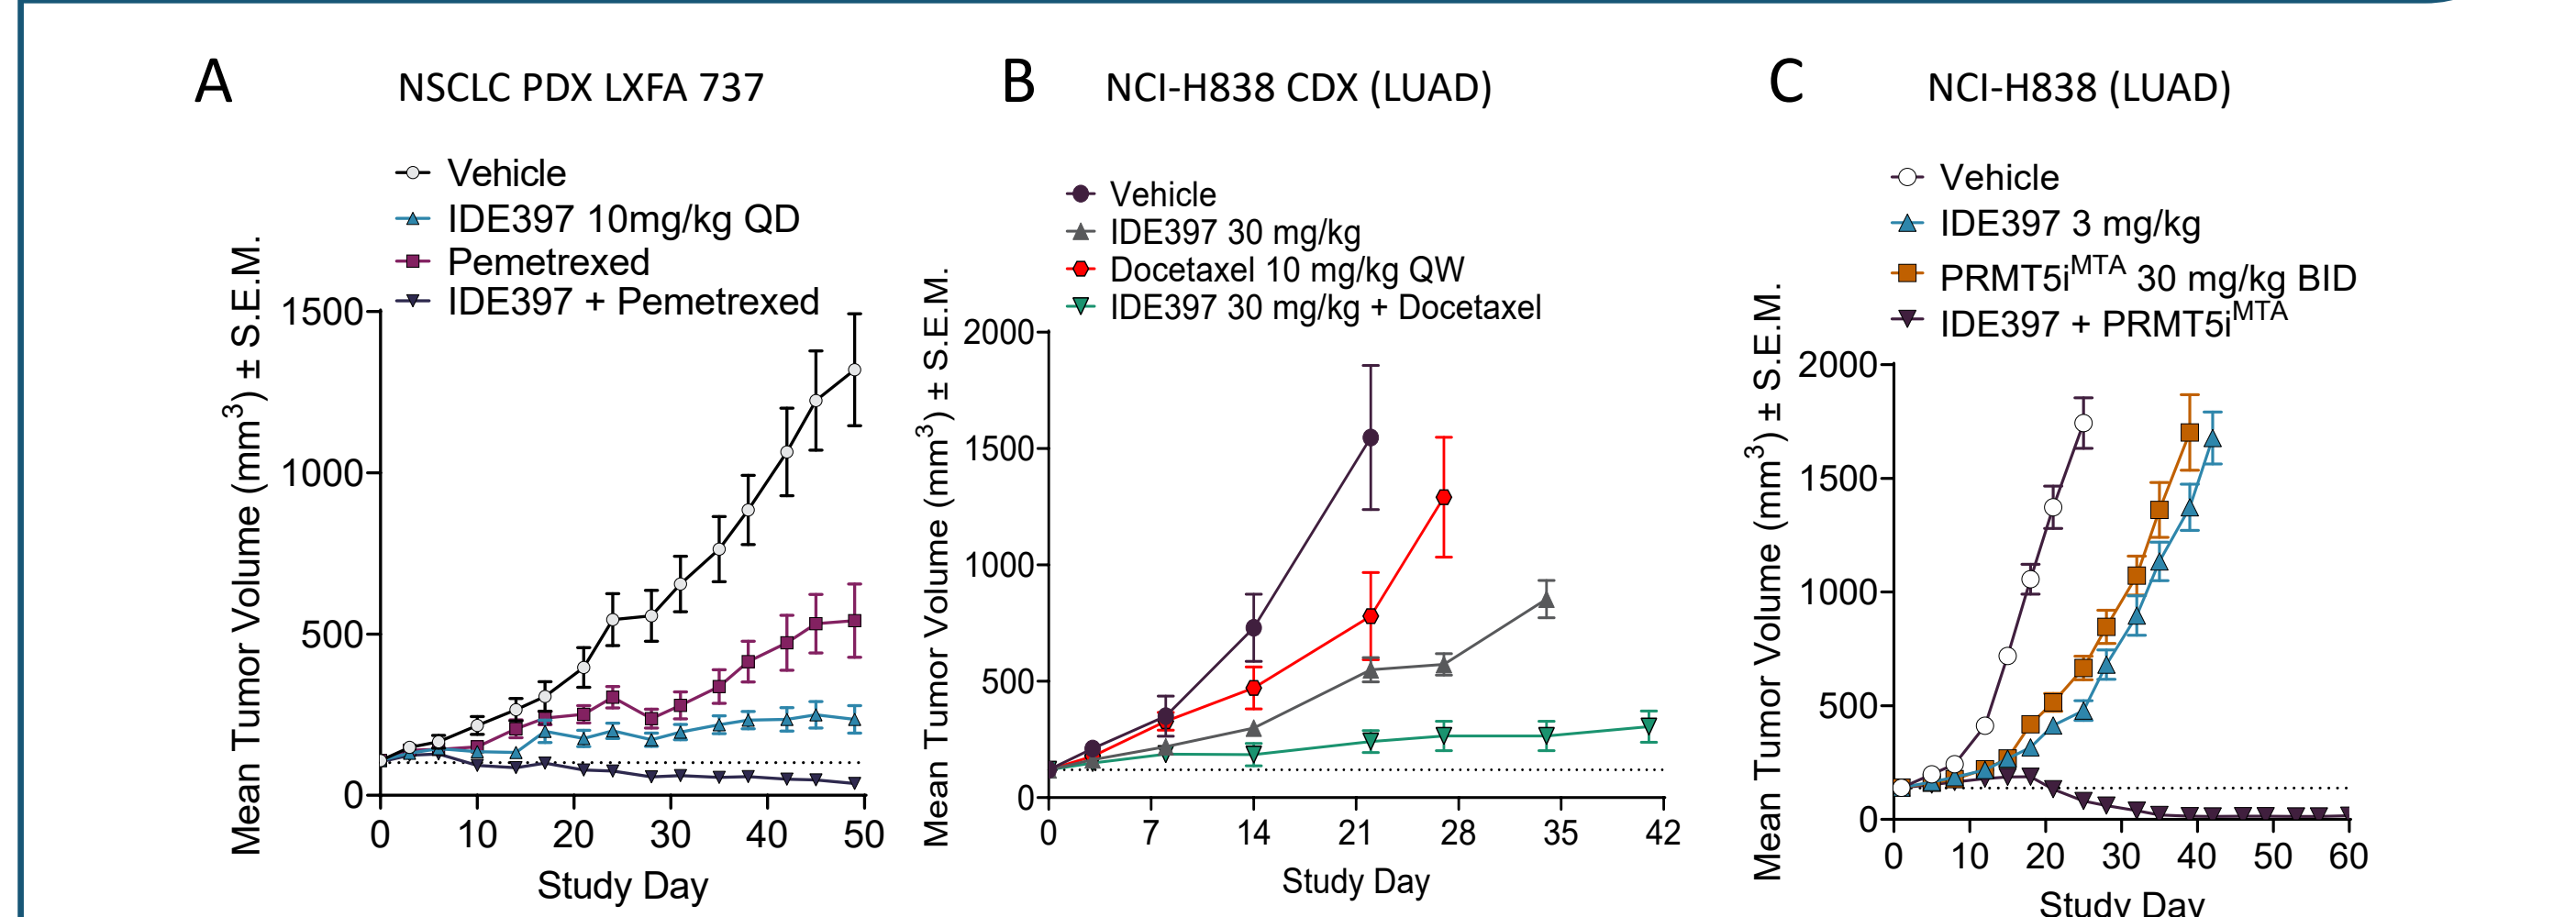 A
NSCLC PDX LXFA 737
Vehicle
IDE397 10mg/kg QD
Pemetrexed
IDE397 + Pemetrexed
Mean Tumor Volume (mm³) ± S.E.M.
1500
1000
500
0
0 10 20 30 40 50
Study Day
B
NCI-H838 CDX (LUAD)
Vehicle
IDE397 30 mg/kg
Docetaxel 10 mg/kg QW
IDE397 30 mg/kg + Docetaxel
Mean Tumor Volume (mm³) ± S.E.M.
2000
1500
1000
500
0
0 7 14 21 28 35 42
Study Day
C
NCI-H838 (LUAD)
Vehicle
IDE397 3 mg/kg
PRMT5iMTA 30 mg/kg BID
IDE397 + PRMT5iMTA
Mean Tumor Volume (mm³) ± S.E.M.
2000
1500
1000
500
0
0 10 20 30 40 50 60
Study Day